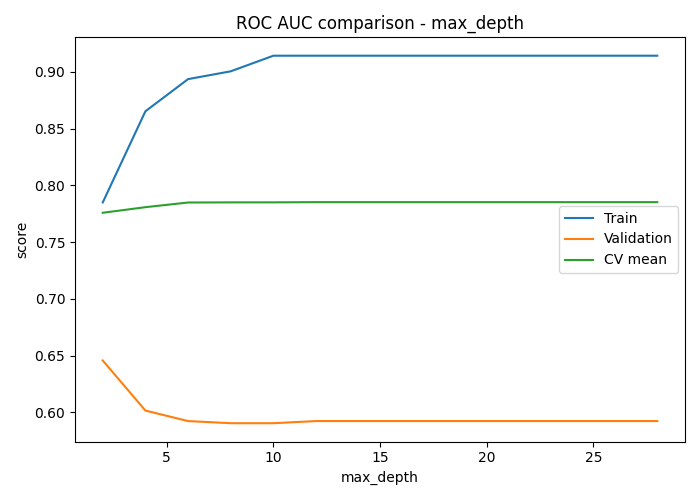 ROC AUC comparison - max_depth
0.90
0.85
0.80
0.75
0.70
0.65
0.60
score
Train
Validation
CV mean
5
10
15
20
25
max_depth